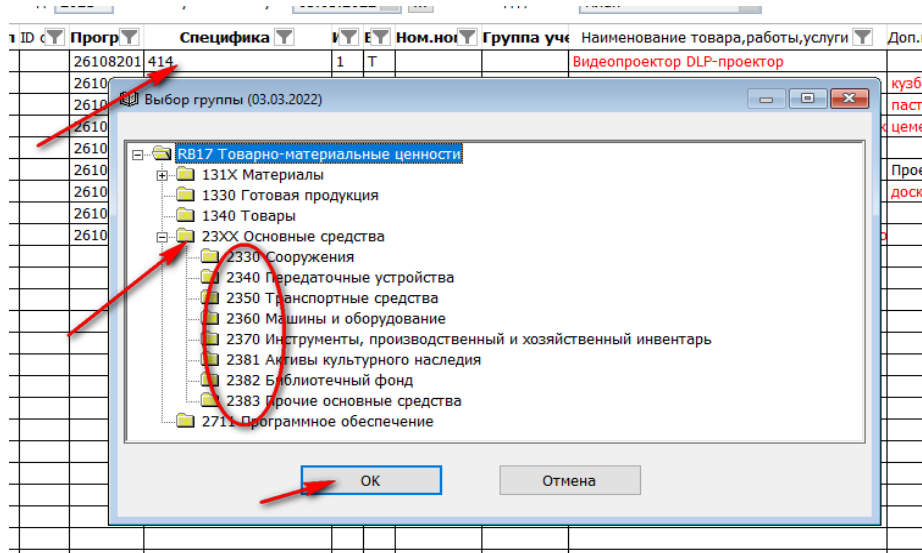 ID Прогр Специфика Ном.ном Группа уче Наименование товара,работы,услуги Доп.
26108201 414 1 Т Видеопроектор DLP-проектор
2610 Выбор группы (03.03.2022) кузб
2610 паст
2610 цеме
2610 RB17 Товарно-материальные ценности
2610 131X Материалы Прое
2610 1330 Готовая продукция доск
2610 1340 Товары
2610 23XX Основные средства
2330 Сооружения
2340 Передаточные устройства
2350 Транспортные средства
2360 Машины и оборудование
2370 Инструменты, производственный и хозяйственный инвентарь
2381 Активы культурного наследия
2382 Библиотечный фонд
2383 Прочие основные средства
2711 Программное обеспечение
OK Отмена